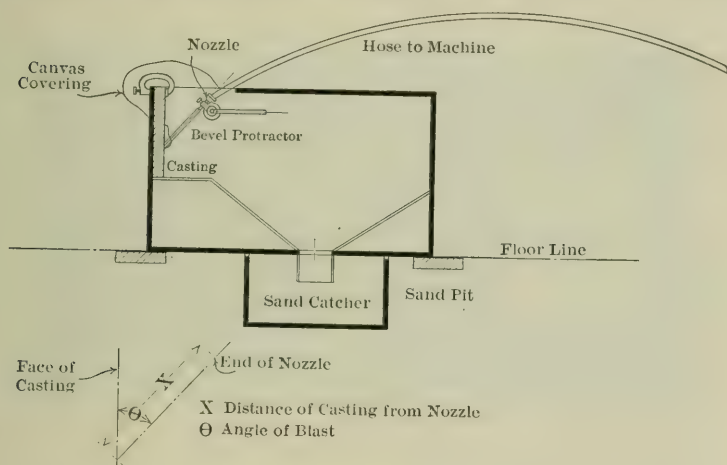 Nozzle
Hose to Machine
Canvas
Covering
Bevel Protractor
Casting
Floor Line
Sand Catcher
Sand Pit
Face of
Casting
End of Nozzle
X
Θ
X Distance of Casting from Nozzle
Θ Angle of Blast